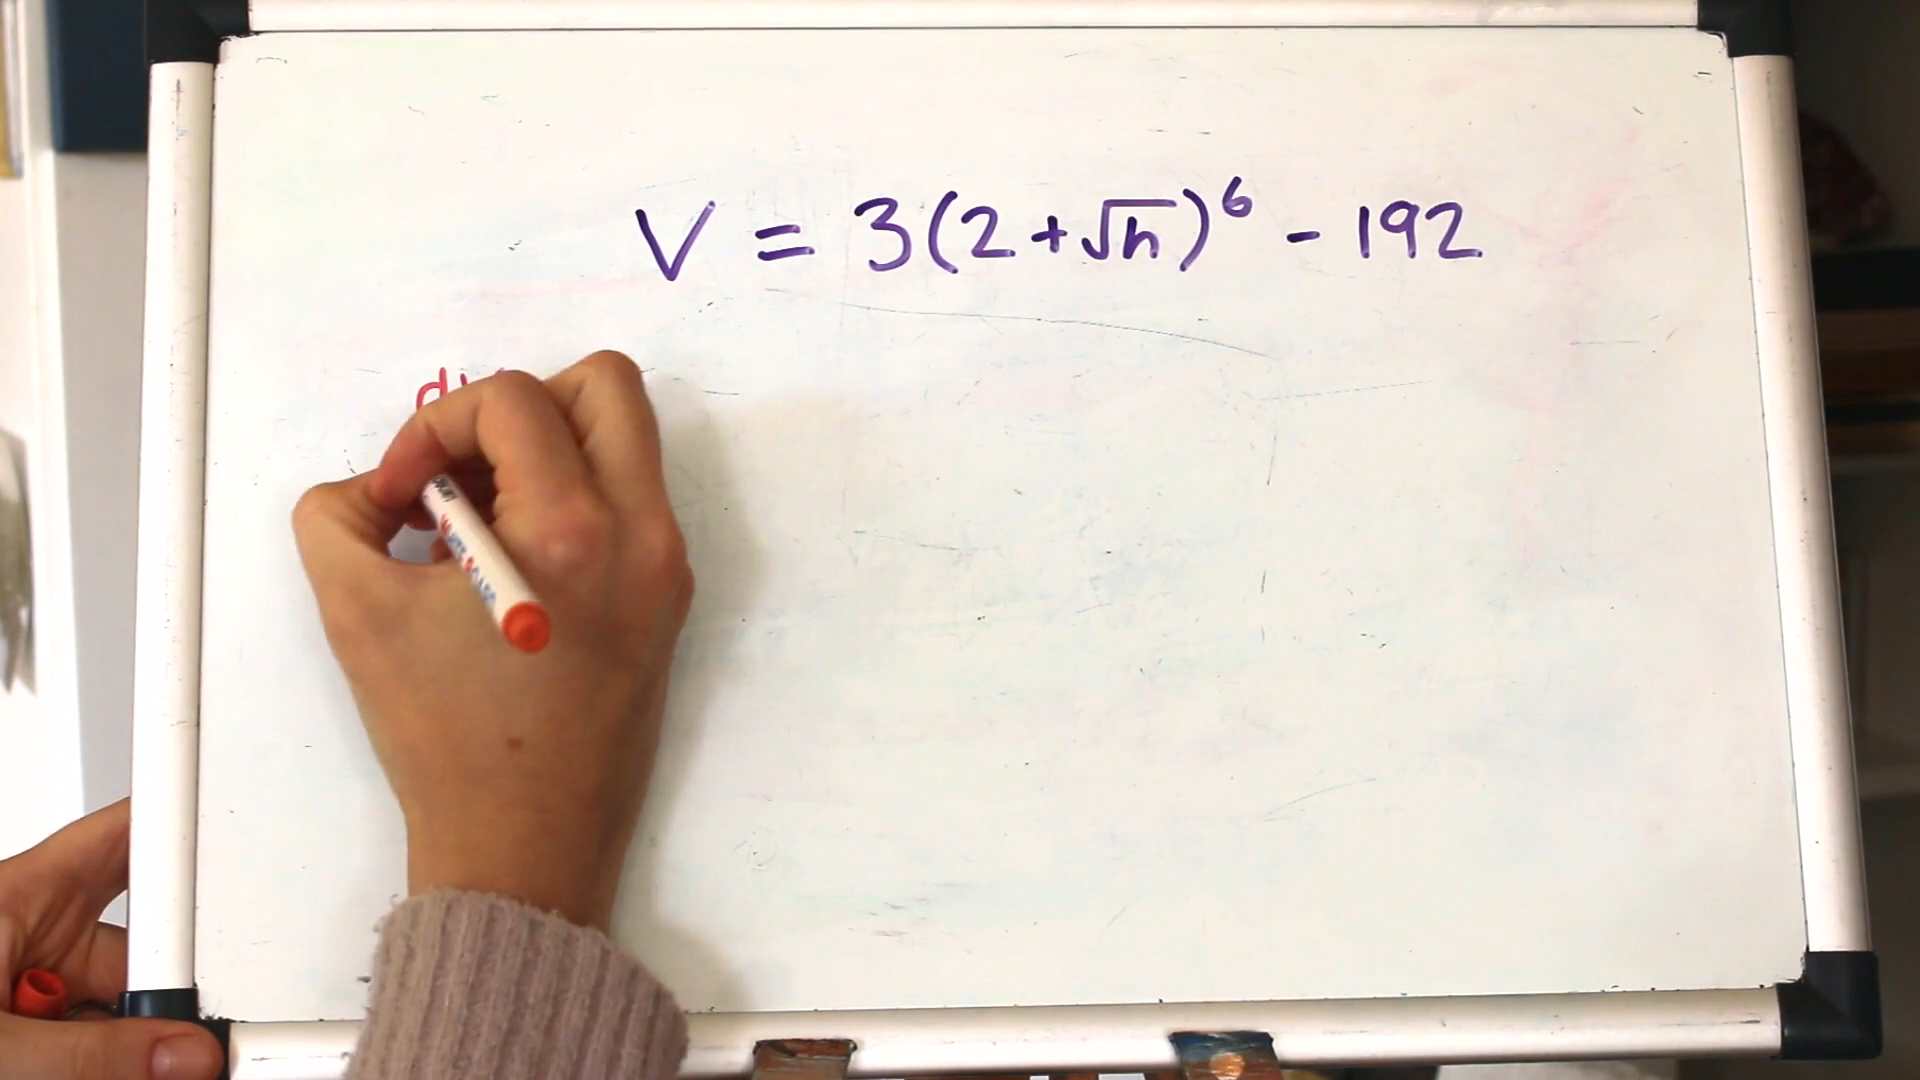 V = 3(2+√h)⁶ - 192
d